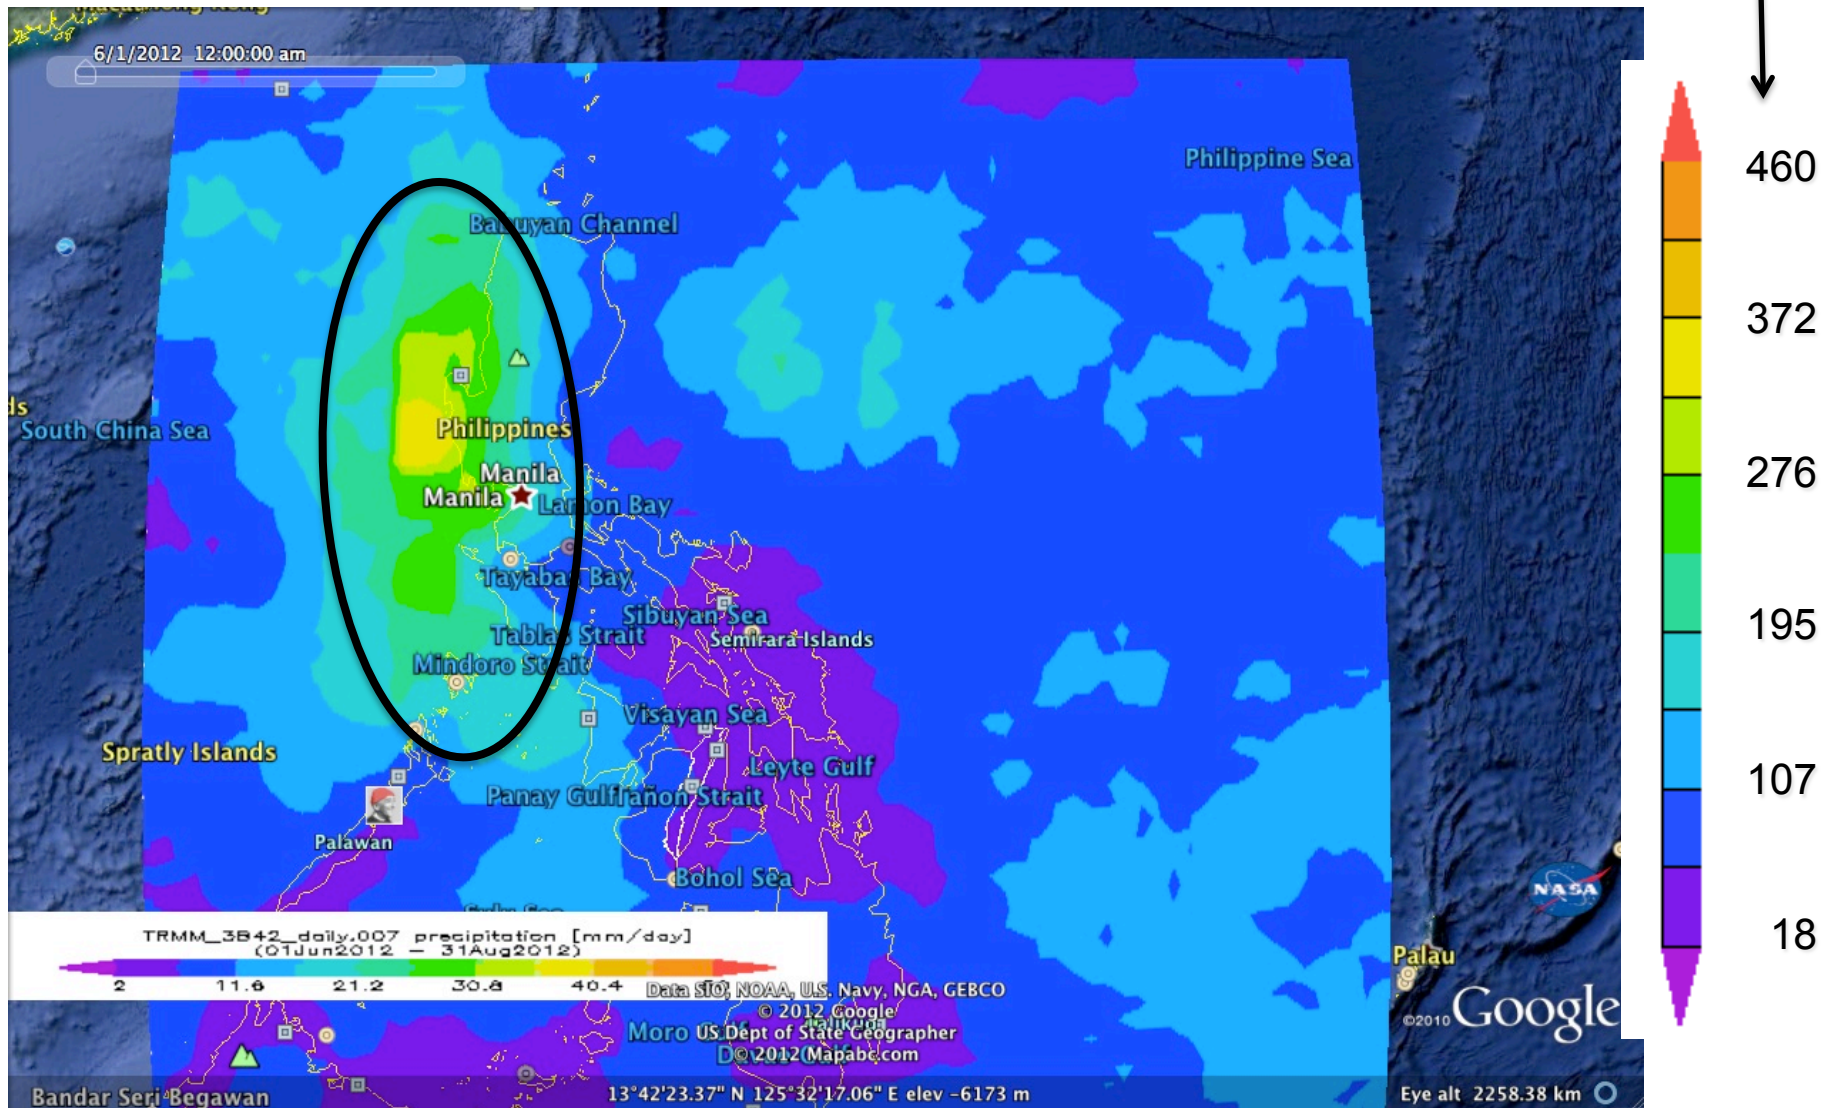 6/1/2012 12:00:00 am
Philippine Sea
460
Babuyan Channel
372
South China Sea
Philippines
Manila
276
Manila
Lamon Bay
Tayabas Bay
Sibuyan Sea
195
Tablas Strait
Semirara Islands
Mindoro Strait
Visayan Sea
Spratly Islands
Leyte Gulf
107
Panay Gulf
Tañon Strait
Palawan
Bohol Sea
NASA
18
TRMM_3B42_daily.007 precipitation [mm/day]
(01Jun2012 - 31Aug2012)
2 11.6 21.2 30.8 40.4
Data SIO, NOAA, U.S. Navy, NGA, GEBCO
Palau
© 2012 Google
©2010 Google
Moro Gulf
US Dept of State Geographer
© 2012 Mapabc.com
Bandar Seri Begawan
13°42'23.37" N 125°32'17.06" E elev -6173 m
Eye alt 2258.38 km